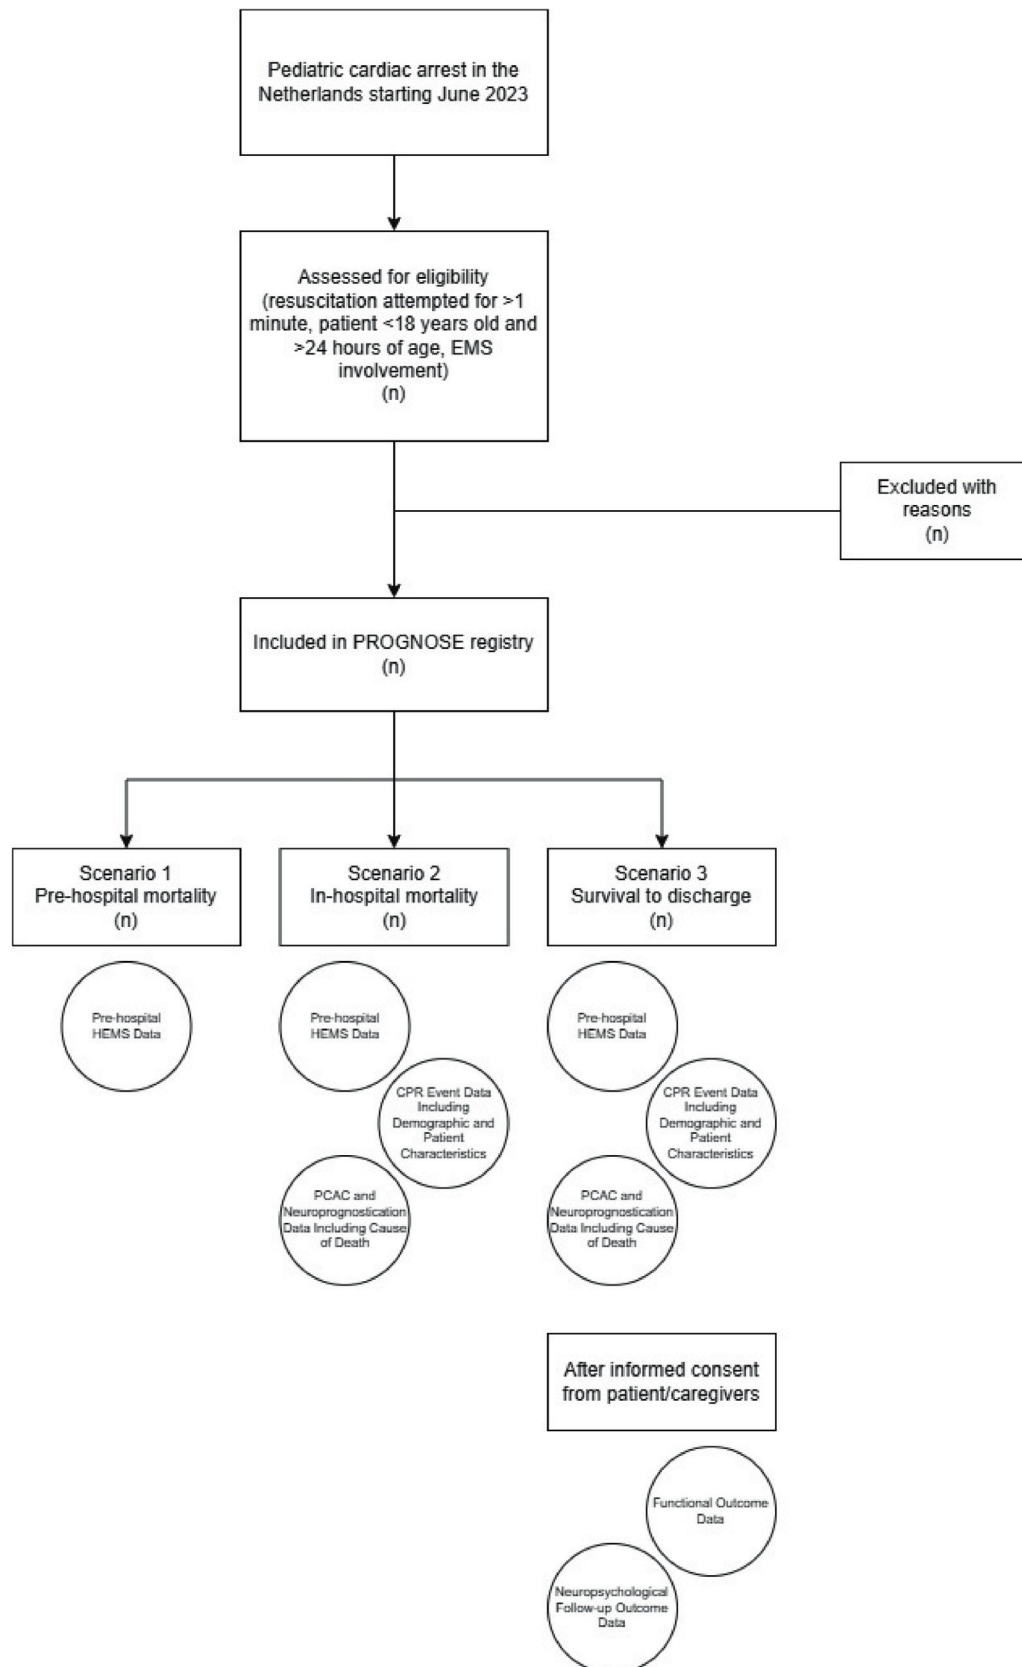 Pediatric cardiac arrest in the
Netherlands starting June 2023
Assessed for eligibility
(resuscitation attempted for >1
minute, patient <18 years old and
>24 hours of age, EMS
involvement)
(n)
Excluded with
reasons
(n)
Included in PROGNOSE registry
(n)
Scenario 1
Pre-hospital mortality
(n)
Scenario 2
In-hospital mortality
(n)
Scenario 3
Survival to discharge
(n)
Pre-hospital
HEMS Data
Pre-hospital
HEMS Data
CPR Event Data
Including
Demographic and
Patient
Characteristics
PCAC and
Neuroprognostication
Data Including Cause
of Death
Pre-hospital
HEMS Data
CPR Event Data
Including
Demographic and
Patient
Characteristics
PCAC and
Neuroprognostication
Data Including Cause
of Death
After informed consent
from patient/caregivers
Functional Outcome
Data
Neuropsychological
Follow-up Outcome
Data